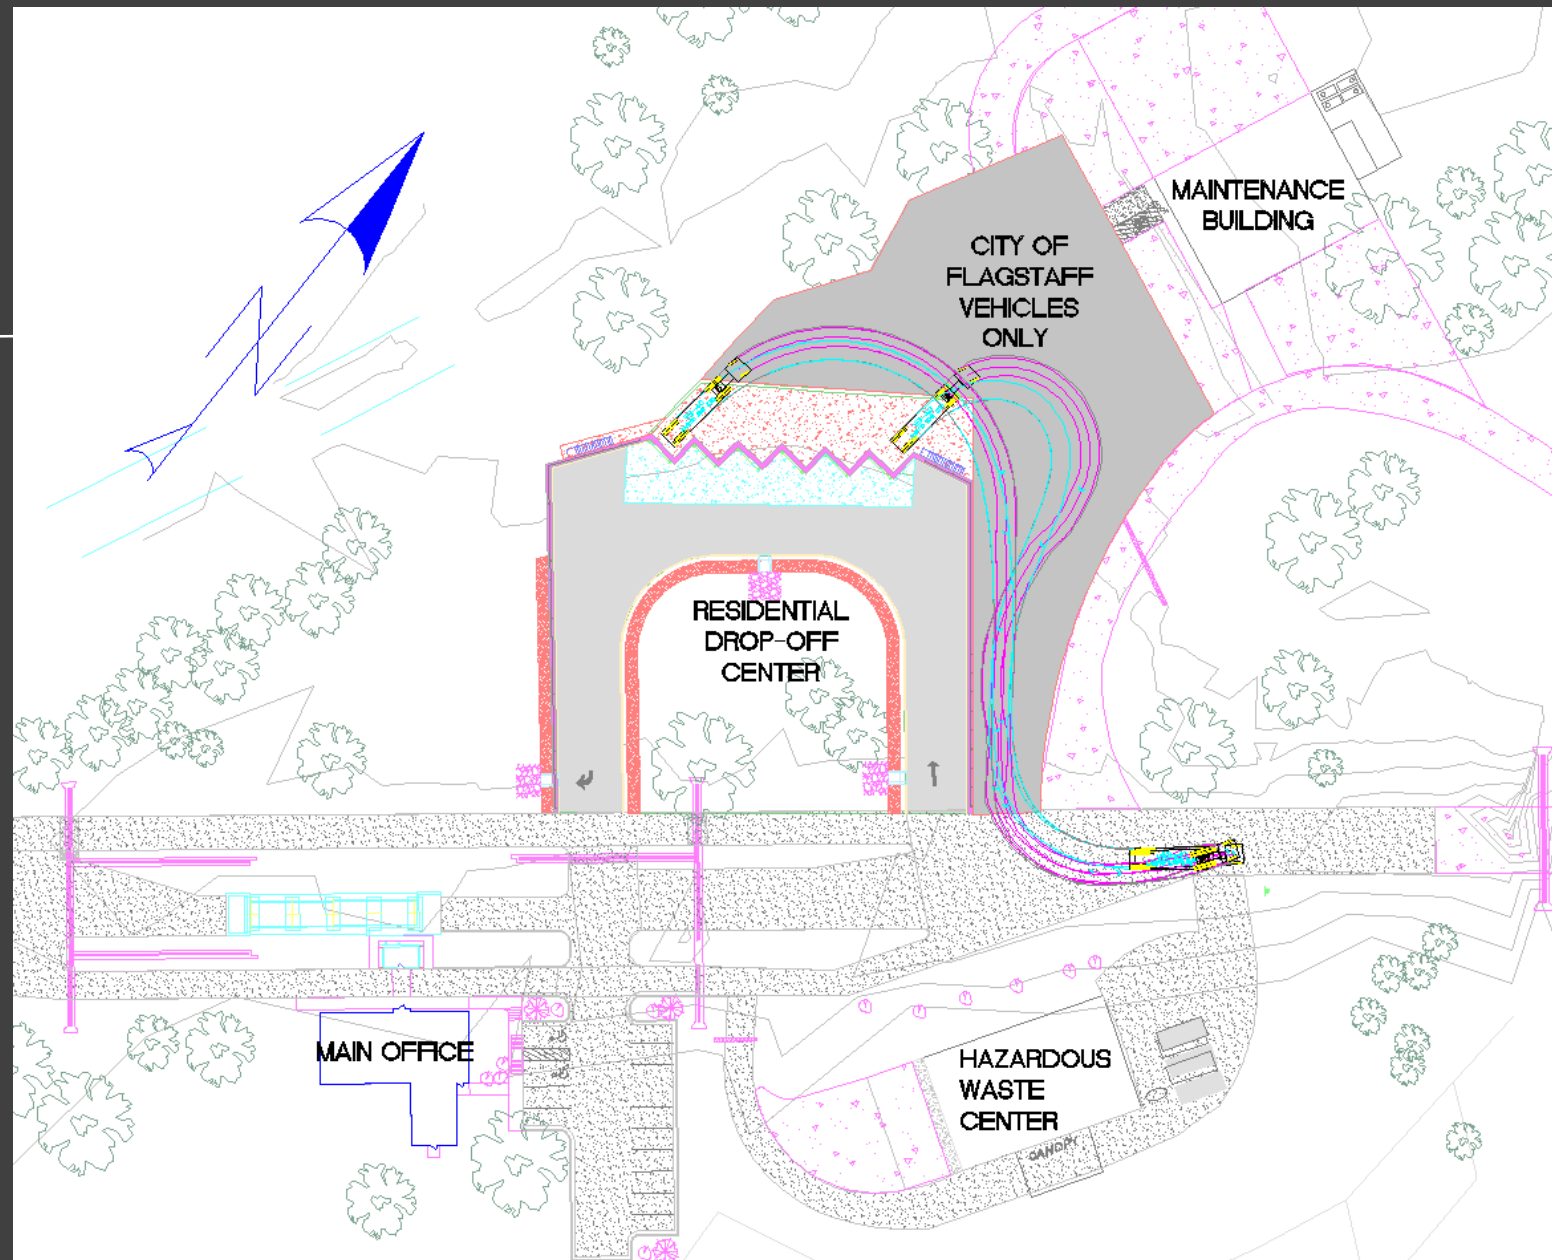 MAINTENANCE
BUILDING
CITY OF
FLAGSTAFF
VEHICLES
ONLY
RESIDENTIAL
DROP-OFF
CENTER
MAIN OFFICE
HAZARDOUS
WASTE
CENTER
CANOPY